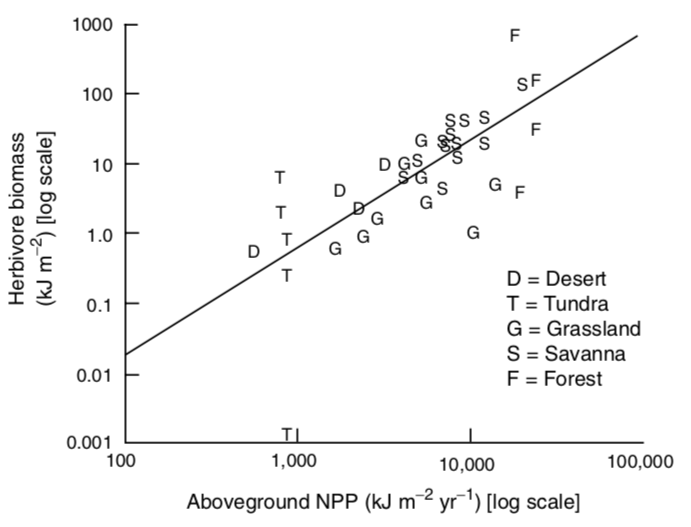 1000
100
10
1.0
0.1
0.01
0.001
Herbivore biomass
(kJ m⁻²) [log scale]
F
S F
S S S
F
G S S S S
S S
D G S S
T S G G
D S F
G
T D
G
T G G
D G
T
T
D = Desert
T = Tundra
G = Grassland
S = Savanna
F = Forest
100 1,000 10,000 100,000
Aboveground NPP (kJ m⁻² yr⁻¹) [log scale]